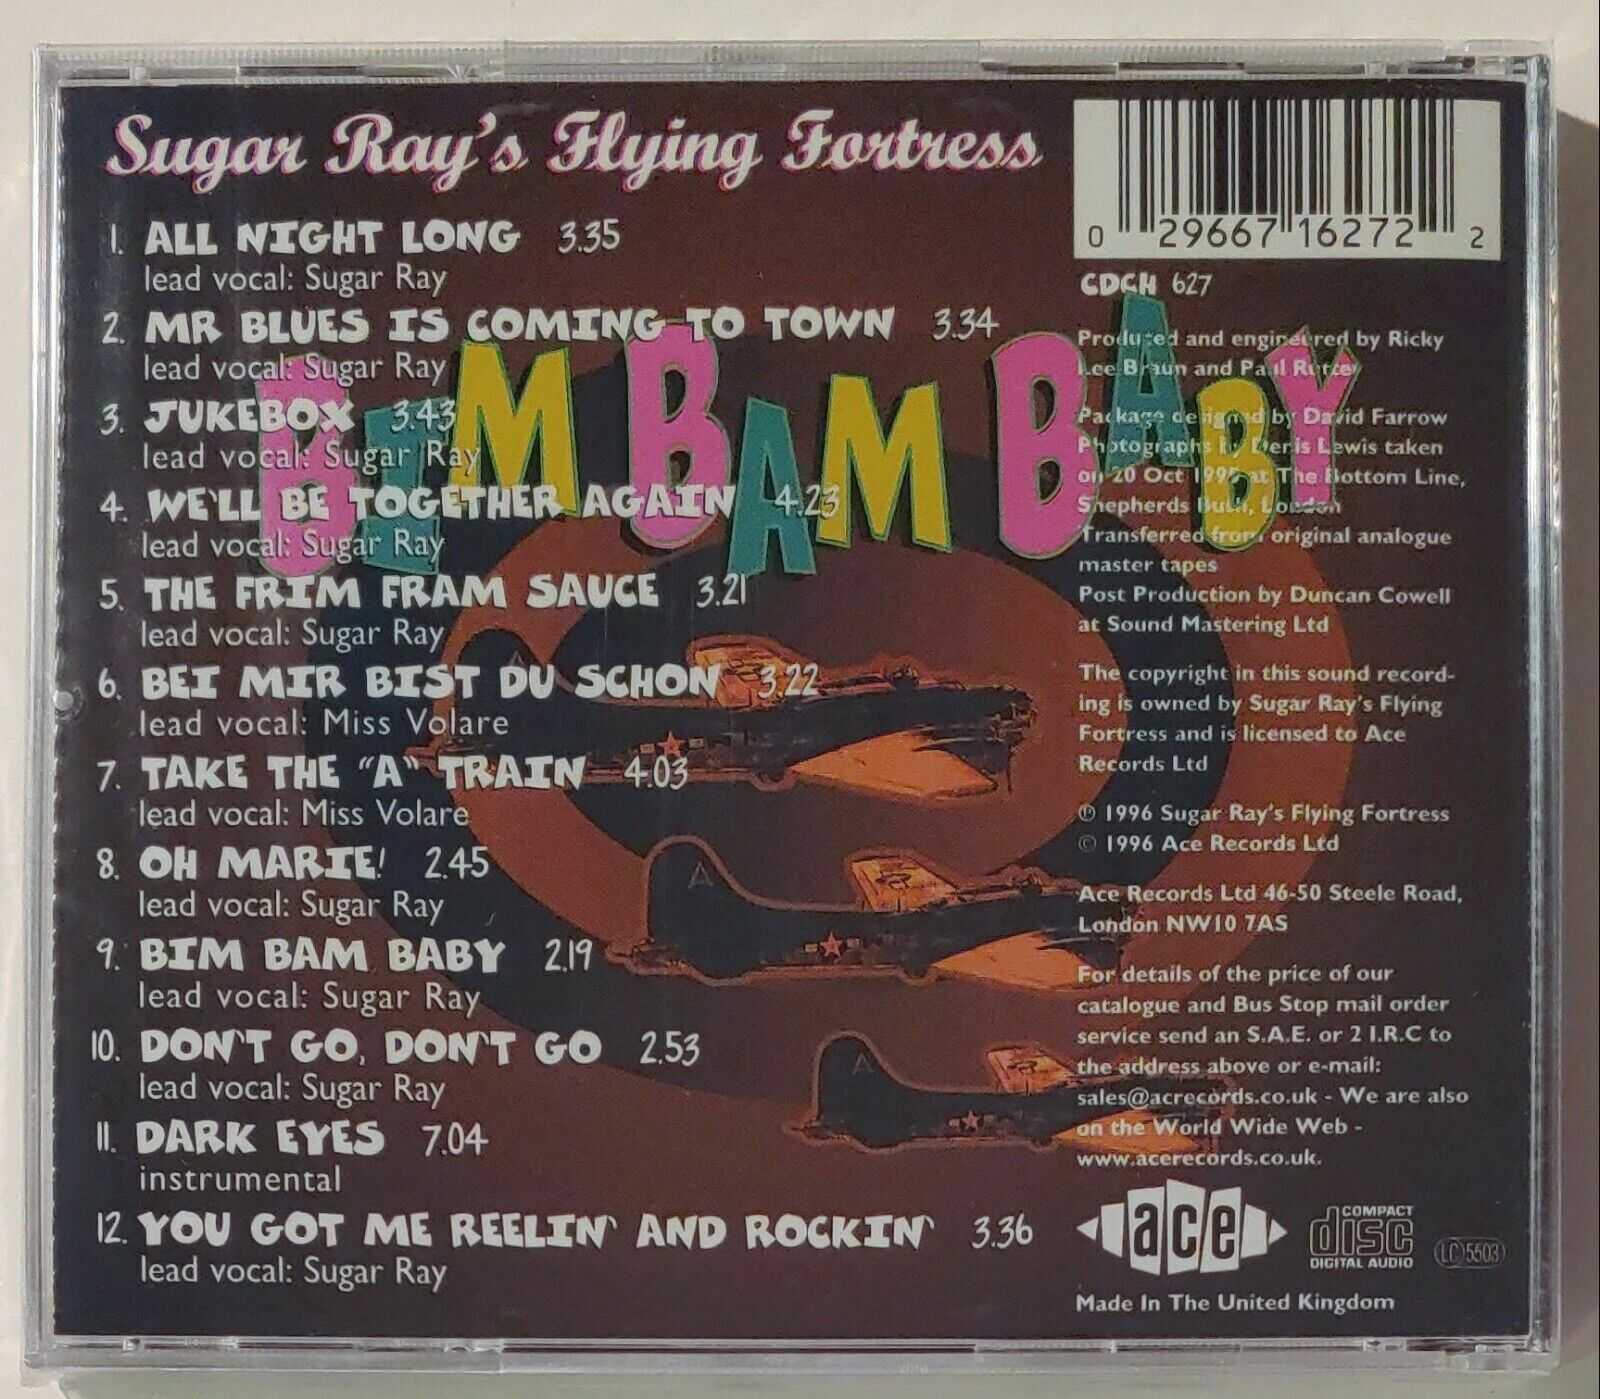 Sugar Ray's Flying Fortress
1. ALL NIGHT LONG 3.35
lead vocal: Sugar Ray
2. MR BLUES IS COMING TO TOWN 3.34
lead vocal: Sugar Ray
3. JUKEBOX 3.43
lead vocal: Sugar Ray
4. WE'LL BE TOGETHER AGAIN 4.23
lead vocal: Sugar Ray
5. THE FRIM FRAM SAUCE 3.21
lead vocal: Sugar Ray
6. BEI MIR BIST DU SCHON 3.22
lead vocal: Miss Volare
7. TAKE THE "A" TRAIN 4.03
lead vocal: Miss Volare
8. OH MARIE! 2.45
lead vocal: Sugar Ray
9. BIM BAM BABY 2.19
lead vocal: Sugar Ray
10. DON'T GO, DON'T GO 2.53
lead vocal: Sugar Ray
11. DARK EYES 7.04
instrumental
12. YOU GOT ME REELIN' AND ROCKIN' 3.36
lead vocal: Sugar Ray
BIM BAM BABY
0 29667 16272 2
CDCH 627
Produced and engineered by Ricky
Lee Braun and Paul
Package designed by David Farrow
Photographs by Denis Lewis taken
on 20 Oct 1995 at The Bottom Line,
Shepherds Bush, London
Transferred from original analogue
master tapes
Post Production by Duncan Cowell
at Sound Mastering Ltd
The copyright in this sound record-
ing is owned by Sugar Ray's Flying
Fortress and is licensed to Ace
Records Ltd
℗ 1996 Sugar Ray's Flying Fortress
© 1996 Ace Records Ltd
Ace Records Ltd 46-50 Steele Road,
London NW10 7AS
For details of the price of our
catalogue and Bus Stop mail order
service send an S.A.E. or 2 I.R.C to
the address above or e-mail:
sales@acrecords.co.uk - We are also
on the World Wide Web -
www.acerecords.co.uk.
ace
COMPACT
disc
DIGITAL AUDIO
LC 5503
Made In The United Kingdom